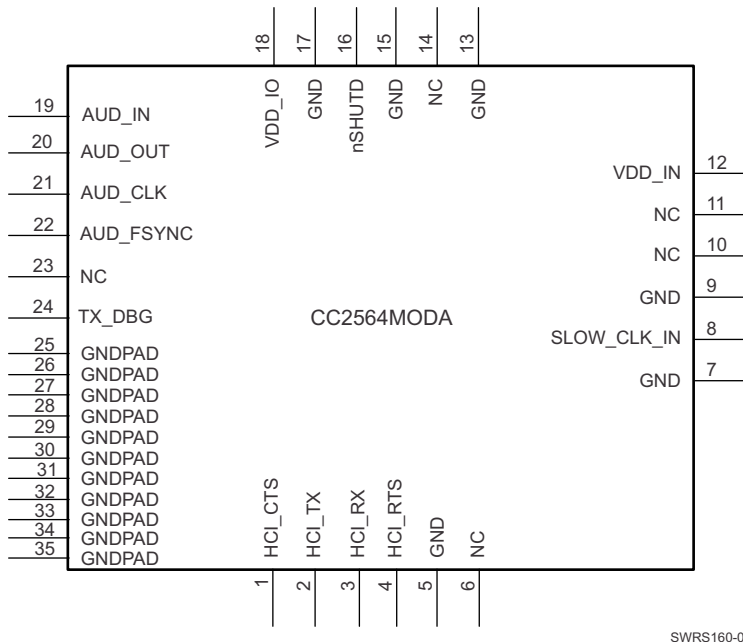 18 17 16 15 14 13
VDD_IO GND nSHUTD GND NC GND
19 AUD_IN
20 AUD_OUT
21 AUD_CLK
22 AUD_FSYNC
23 NC
24 TX_DBG
25 GNDPAD
26 GNDPAD
27 GNDPAD
28 GNDPAD
29 GNDPAD
30 GNDPAD
31 GNDPAD
32 GNDPAD
33 GNDPAD
34 GNDPAD
35 GNDPAD
CC2564MODA
VDD_IN 12
NC 11
NC 10
GND 9
SLOW_CLK_IN 8
GND 7
HCI_CTS HCI_TX HCI_RX HCI_RTS GND NC
1 2 3 4 5 6